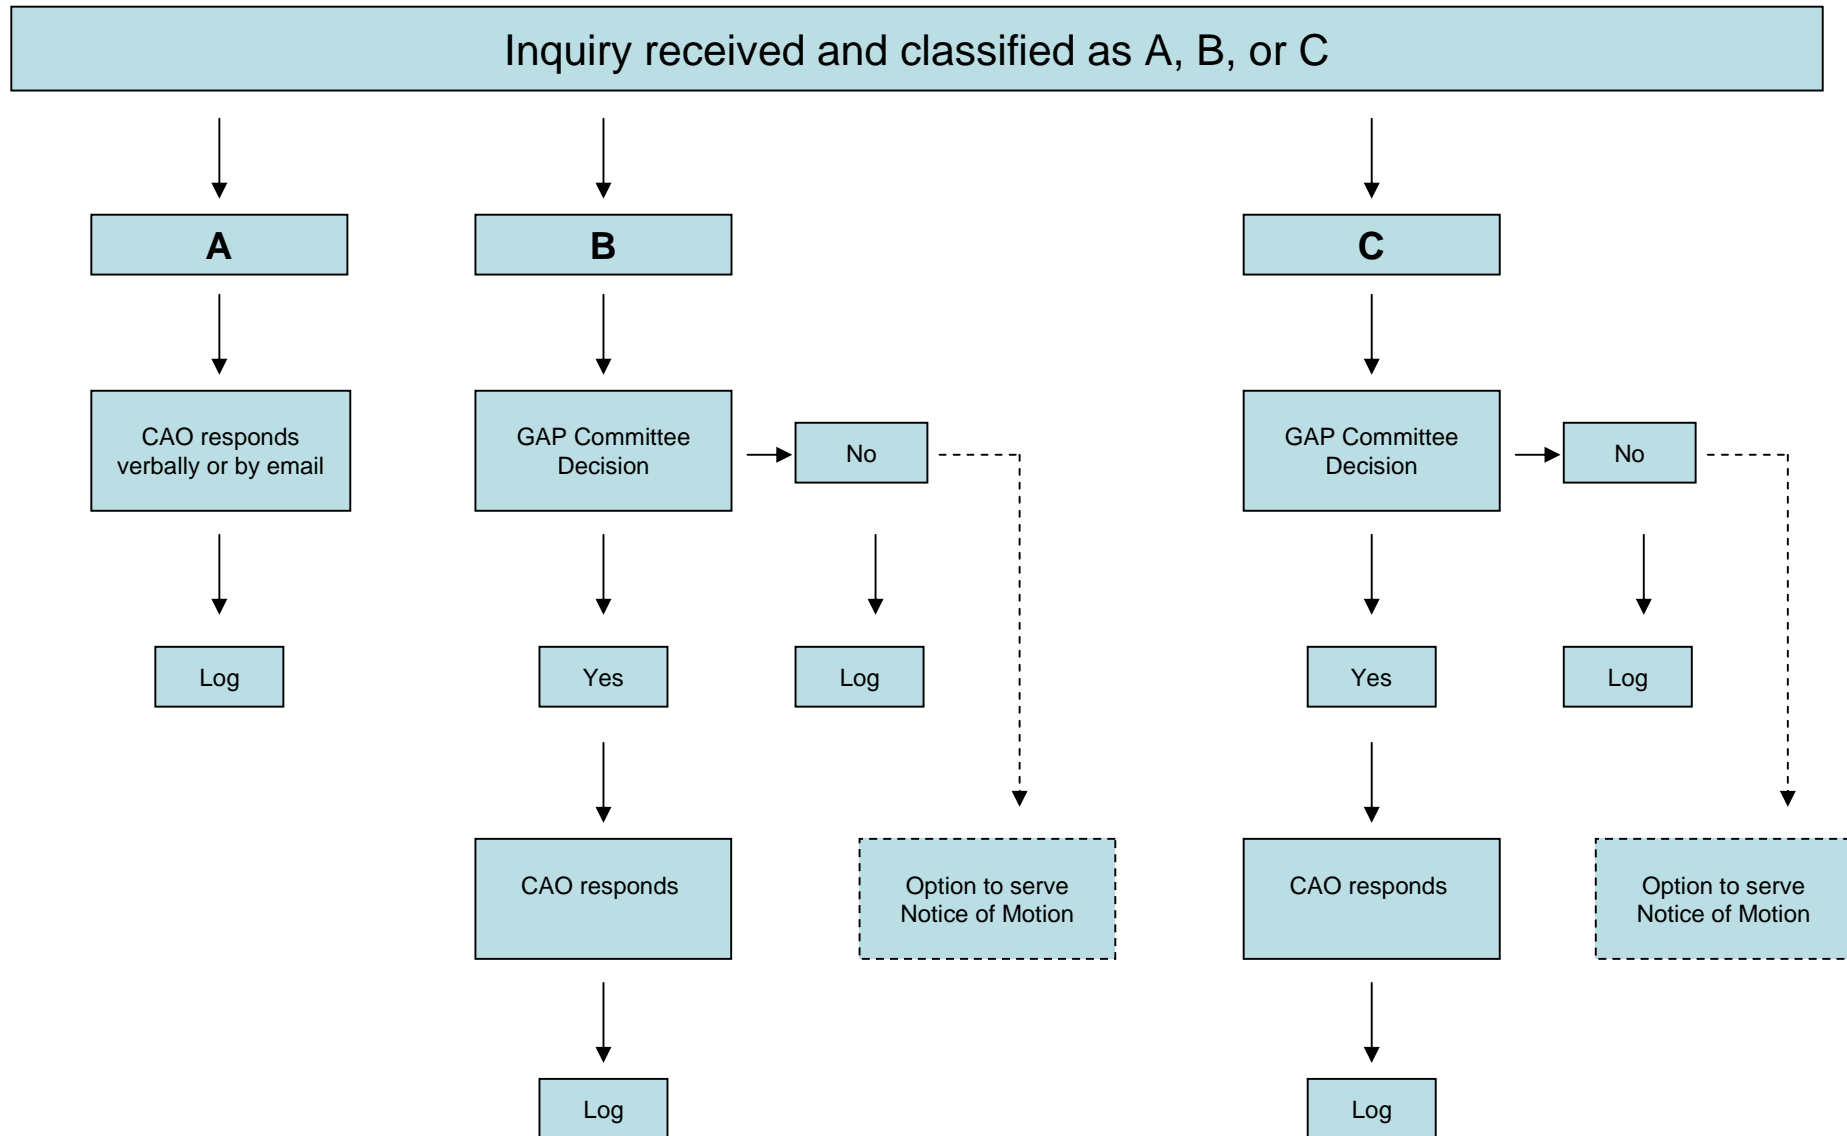 Inquiry received and classified as A, B, or C
A
B
C
CAO responds
verbally or by email
GAP Committee
Decision
No
GAP Committee
Decision
No
Log
Yes
Log
Yes
Log
CAO responds
Option to serve
Notice of Motion
CAO responds
Option to serve
Notice of Motion
Log
Log